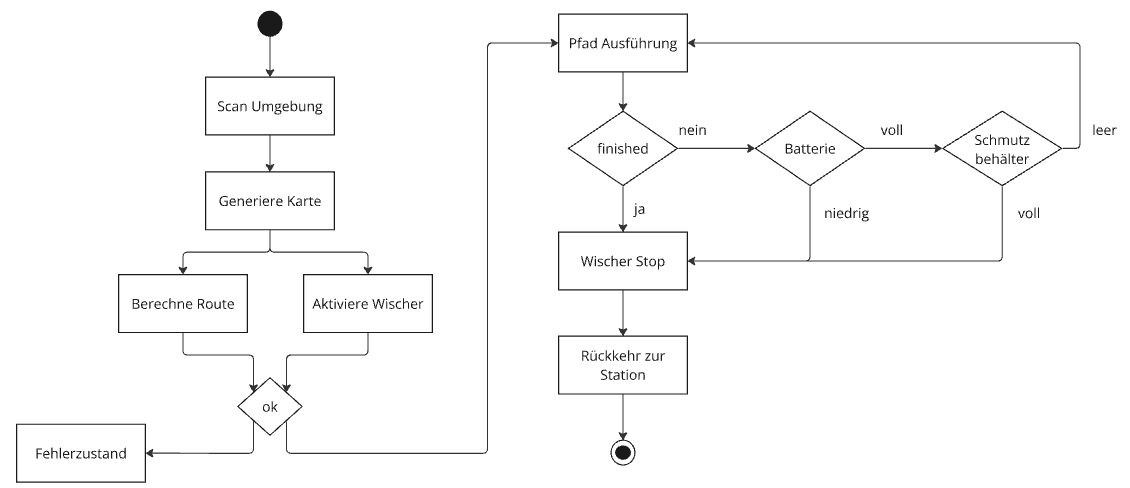 Scan Umgebung
Generiere Karte
Berechne Route
Aktiviere Wischer
ok
Fehlerzustand
Pfad Ausführung
finished
nein
Batterie
voll
Schmutz
behälter
leer
ja
niedrig
voll
Wischer Stop
Rückkehr zur
Station